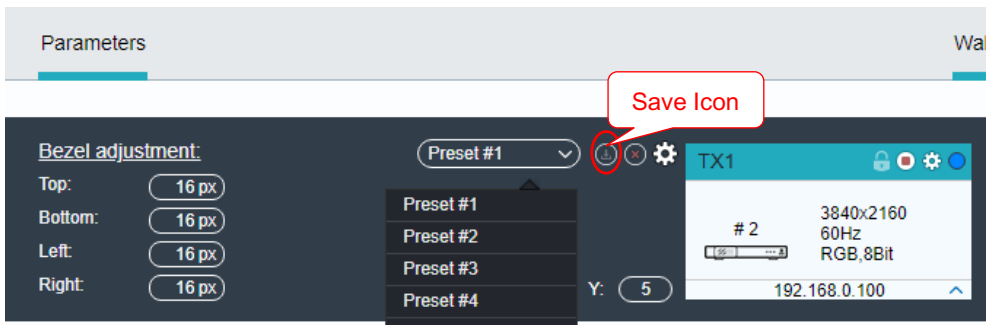 Parameters
Wal
Save Icon
Bezel adjustment:
Preset #1
TX1
Top:
16 px
Bottom:
16 px
Left:
16 px
Right:
16 px
Preset #1
Preset #2
Preset #3
Preset #4
Y:
5
# 2
3840x2160
60Hz
RGB,8Bit
192.168.0.100